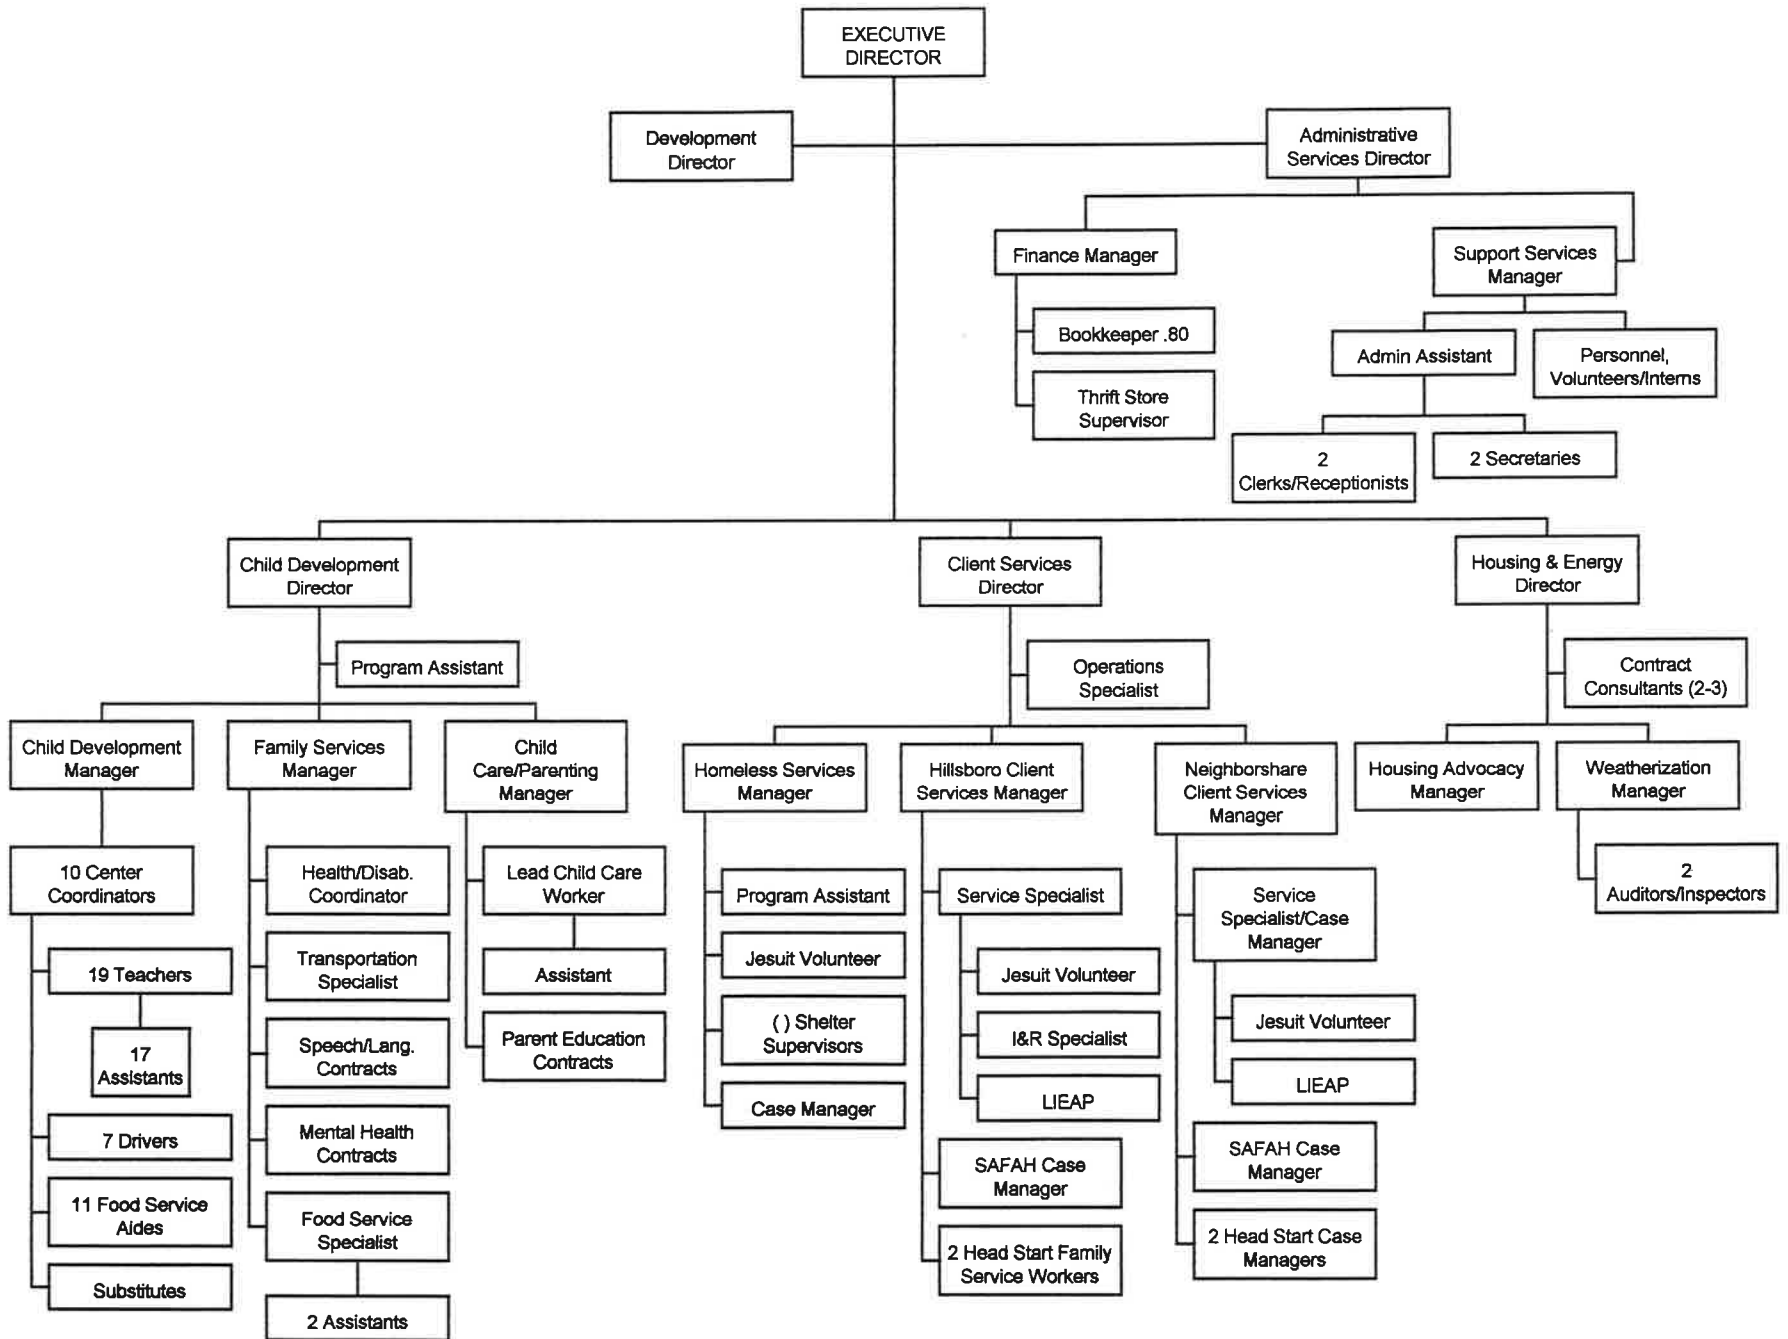 EXECUTIVE
DIRECTOR
Development
Director
Administrative
Services Director
Finance Manager
Support Services
Manager
Bookkeeper .80
Thrift Store
Supervisor
Admin Assistant
Personnel,
Volunteers/Interns
2
Clerks/Receptionists
2 Secretaries
Child Development
Director
Client Services
Director
Housing & Energy
Director
Program Assistant
Operations
Specialist
Contract
Consultants (2-3)
Child Development
Manager
Family Services
Manager
Child
Care/Parenting
Manager
Homeless Services
Manager
Hillsboro Client
Services Manager
Neighborshare
Client Services
Manager
Housing Advocacy
Manager
Weatherization
Manager
10 Center
Coordinators
19 Teachers
17
Assistants
7 Drivers
11 Food Service
Aides
Substitutes
Health/Disab.
Coordinator
Transportation
Specialist
Speech/Lang.
Contracts
Mental Health
Contracts
Food Service
Specialist
2 Assistants
Lead Child Care
Worker
Assistant
Parent Education
Contracts
Program Assistant
Jesuit Volunteer
( ) Shelter
Supervisors
Case Manager
Service Specialist
Jesuit Volunteer
I&R Specialist
LIEAP
SAFAH Case
Manager
2 Head Start Family
Service Workers
Service
Specialist/Case
Manager
Jesuit Volunteer
LIEAP
SAFAH Case
Manager
2 Head Start Case
Managers
2
Auditors/Inspectors